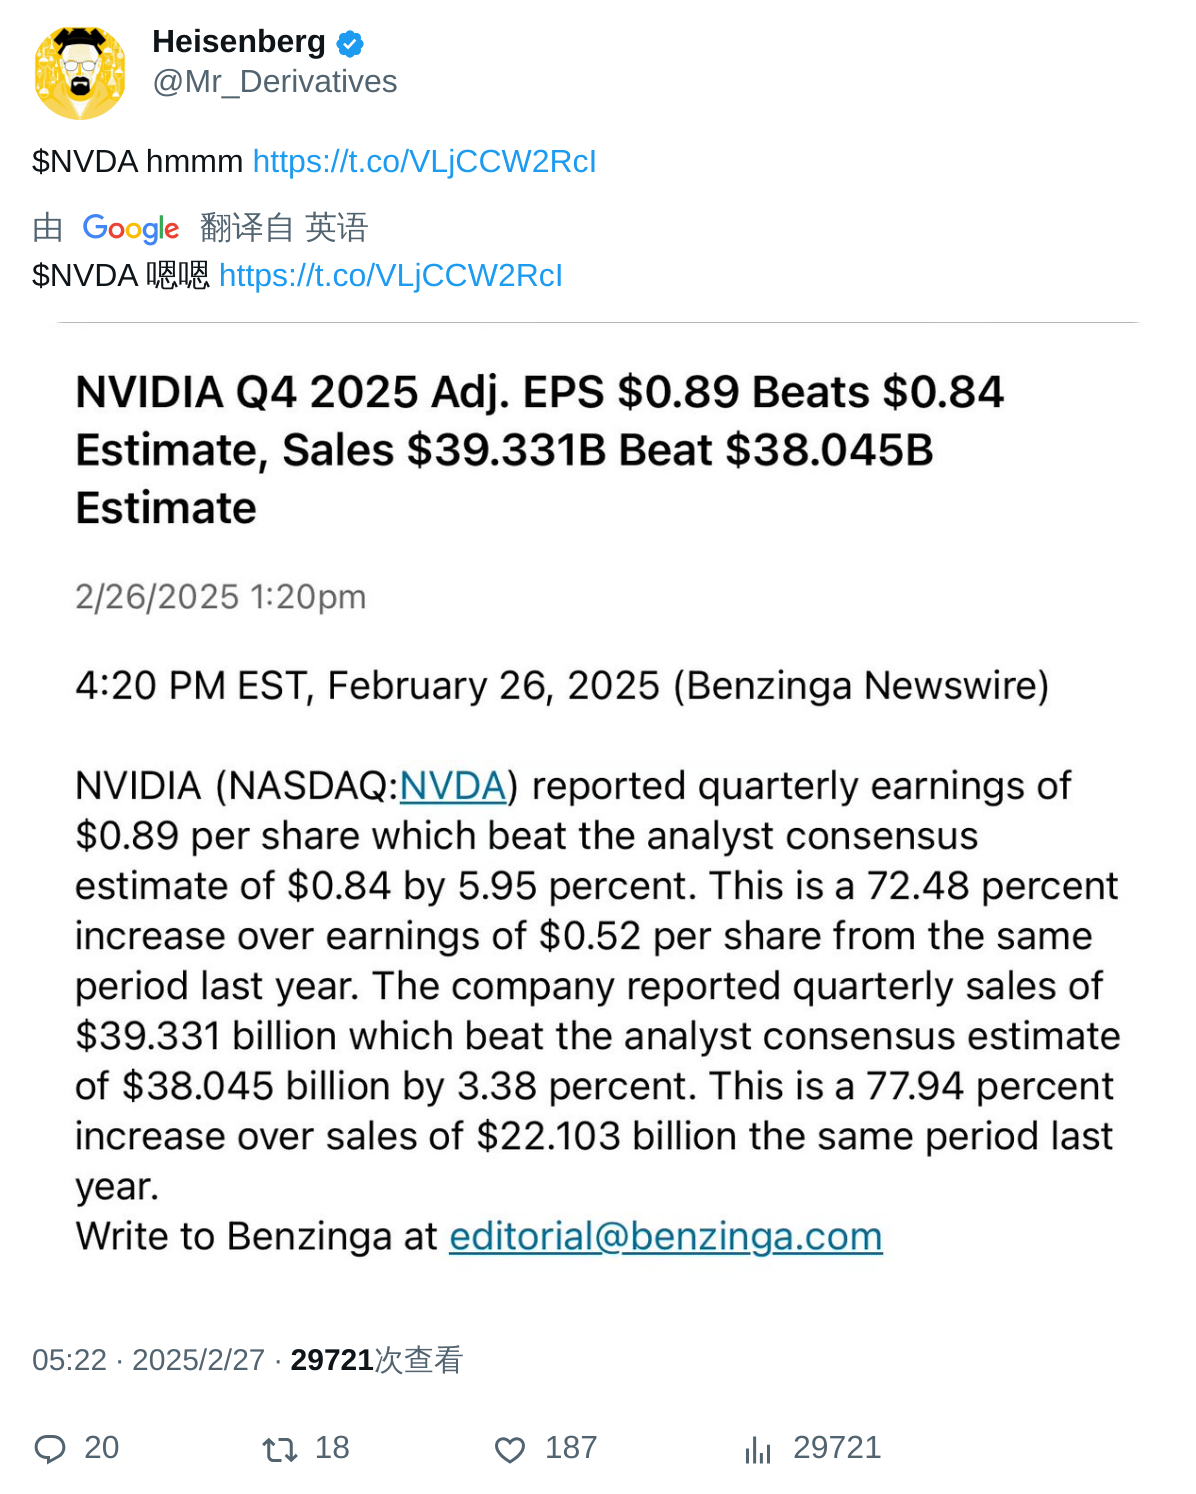 Heisenberg
@Mr_Derivatives
$NVDA hmmm https://t.co/VLjCCW2RcI
由 Google 翻译自 英语
$NVDA 嗯嗯 https://t.co/VLjCCW2RcI
NVIDIA Q4 2025 Adj. EPS $0.89 Beats $0.84
Estimate, Sales $39.331B Beat $38.045B
Estimate
2/26/2025 1:20pm
4:20 PM EST, February 26, 2025 (Benzinga Newswire)
NVIDIA (NASDAQ:NVDA) reported quarterly earnings of
$0.89 per share which beat the analyst consensus
estimate of $0.84 by 5.95 percent. This is a 72.48 percent
increase over earnings of $0.52 per share from the same
period last year. The company reported quarterly sales of
$39.331 billion which beat the analyst consensus estimate
of $38.045 billion by 3.38 percent. This is a 77.94 percent
increase over sales of $22.103 billion the same period last
year.
Write to Benzinga at editorial@benzinga.com
05:22 · 2025/2/27 · 29721次查看
20 18 187 29721